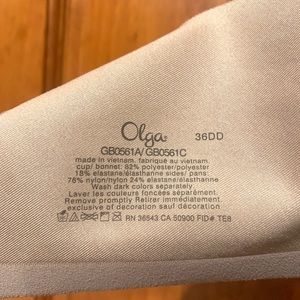 Olga 36DD
GB0561A/ GB0561C
made in vietnam. fabriqué au vietnam.
cup/ bonnet: 82% polyester/polyester
18% elastane/élasthanne sides/ pans:
76% nylon/nylon 24% elastane/élasthanne
Wash dark colors separately
Laver les couleurs foncées séparément.
Remove promptly Retirer immédiatement.
exclusive of decoration sauf décoration
RN 36543 CA 50900 FID# TE8